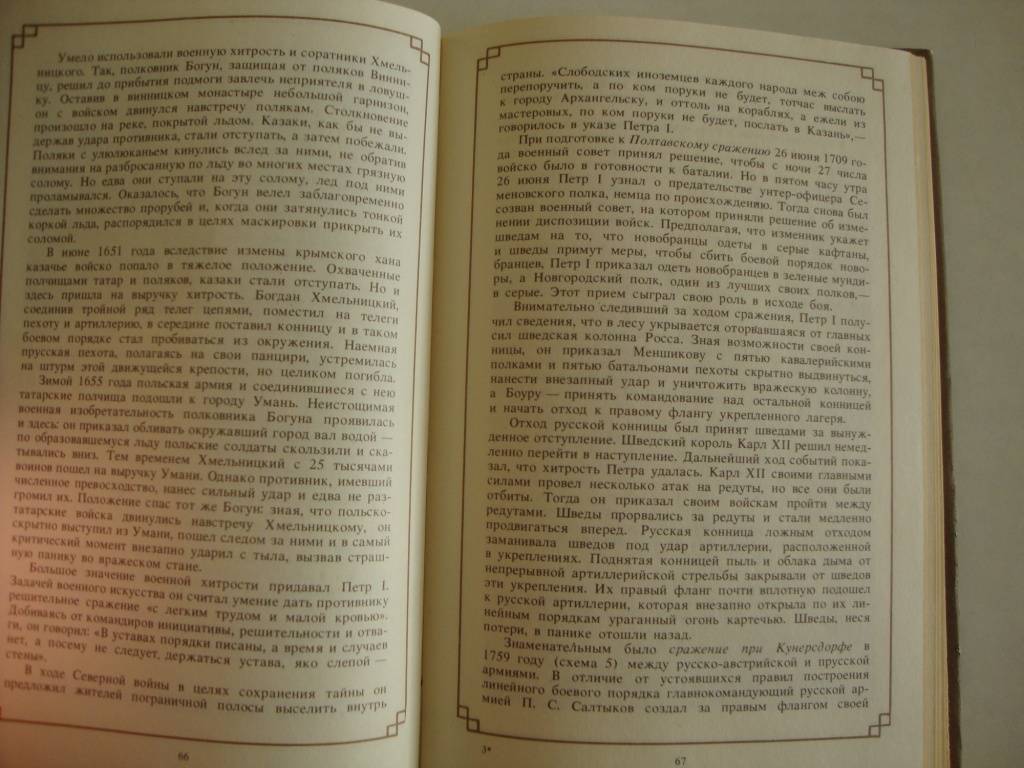 Умело использовали военную хитрость и соратники Хмель-
ницкого. Так, полковник Богун, защищая от поляков Винни-
цу, решил до прибытия подмоги завлечь неприятеля в ловуш-
ку. Оставив в винницком монастыре небольшой гарнизон,
он с войском двинулся навстречу полякам. Столкновение
произошло на реке, покрытой льдом. Казаки, как бы не вы-
держав удара противника, стали отступать, а затем побежали.
Поляки с улюлюканьем кинулись вслед за ними, не обратив
внимания на разбросанную по льду во многих местах грязную
солому. Но едва они ступали на эту солому, лед под ними
проламывался. Оказалось, что Богун велел заблаговременно
сделать множество прорубей и, когда они затянулись тонкой
коркой льда, распорядился в целях маскировки прикрыть их
соломой.
В июне 1651 года вследствие измены крымского хана
казачье войско попало в тяжелое положение. Охваченные
полчищами татар и поляков, казаки стали отступать. Но и
здесь пришла на выручку хитрость. Богдан Хмельницкий,
соединив тройной ряд телег цепями, поместил на телеги
пехоту и артиллерию, в середине поставил конницу и в таком
боевом порядке стал пробиваться из окружения. Наемная
прусская пехота, полагаясь на свои панцири, устремилась
на штурм этой движущейся крепости, но целиком погибла.
Зимой 1655 года польская армия и соединившиеся с нею
татарские полчища подошли к городу Умань. Неистощимая
военная изобретательность полковника Богуна проявилась
и здесь: он приказал обливать окружавший город вал водой —
по образовавшемуся льду польские солдаты скользили и ска-
тывались вниз. Тем временем Хмельницкий с 25 тысячами
воинов пошел на выручку Умани. Однако противник, имевший
численное превосходство, нанес сильный удар и едва не раз-
громил их. Положение спас тот же Богун: зная, что польско-
татарские войска двинулись навстречу Хмельницкому, он
скрытно выступил из Умани, пошел следом за ними и в самый
критический момент внезапно ударил с тыла, вызвав страш-
ную панику во вражеском стане.
Большое значение военной хитрости придавал Петр I.
Задачей военного искусства он считал умение дать противнику
решительное сражение «с легким трудом и малой кровью».
Добиваясь от командиров инициативы, решительности и отва-
ги, он говорил: «В уставах порядки писаны, а время и случаев
нет, а посему не следует, держаться устава, яко слепой —
стены».
В ходе Северной войны в целях сохранения тайны он
предложил жителей пограничной полосы выселить внутрь
66
страны. «Слободских иноземцев каждого народа меж собою
перепоручить, а по ком поруки не будет, тотчас выслать
к городу Архангельску, и оттоль на кораблях, а ежели из
мастеровых, по ком поруки не будет, послать в Казань»,—
говорилось в указе Петра I.
При подготовке к Полтавскому сражению 26 июня 1709 го-
да военный совет принял решение, чтобы с ночи 27 числа
войско было в готовности к баталии. Но в пятом часу утра
26 июня Петр I узнал о предательстве унтер-офицера Се-
меновского полка, немца по происхождению. Тогда снова был
созван военный совет, на котором приняли решение об изме-
нении диспозиции войск. Предполагая, что изменник укажет
шведам на то, что новобранцы одеты в серые кафтаны,
и шведы примут меры, чтобы сбить боевой порядок ново-
бранцев, Петр I приказал одеть новобранцев в зеленые мунди-
ры, а Новгородский полк, один из лучших своих полков,—
в серые. Этот прием сыграл свою роль в исходе боя.
Внимательно следивший за ходом сражения, Петр I полу-
чил сведения, что в лесу укрывается оторвавшаяся от главных
сил шведская колонна Росса. Зная возможности своей кон-
ницы, он приказал Меншикову с пятью кавалерийскими
полками и пятью батальонами пехоты скрытно выдвинуться,
нанести внезапный удар и уничтожить вражескую колонну,
а Боуру — принять командование над остальной конницей
и начать отход к правому флангу укрепленного лагеря.
Отход русской конницы был принят шведами за вынуж-
денное отступление. Шведский король Карл XII решил немед-
ленно перейти в наступление. Дальнейший ход событий пока-
зал, что хитрость Петра удалась. Карл XII своими главными
силами провел несколько атак на редуты, но все они были
отбиты. Тогда он приказал своим войскам пройти между
редутами. Шведы прорвались за редуты и стали медленно
продвигаться вперед. Русская конница ложным отходом
заманивала шведов под удар артиллерии, расположенной
в укреплениях. Поднятая конницей пыль и облака дыма от
непрерывной артиллерийской стрельбы закрывали от шведов
эти укрепления. Их правый фланг почти вплотную подошел
к русской артиллерии, которая внезапно открыла по их ли-
нейным порядкам ураганный огонь картечью. Шведы, неся
потери, в панике отошли назад.
Знаменательным было сражение при Кунерсдорфе в
1759 году (схема 5) между русско-австрийской и прусской
армиями. В отличие от устоявшихся правил построения
линейного боевого порядка главнокомандующий русской ар-
мией П. С. Салтыков создал за правым флангом своей
3*
67